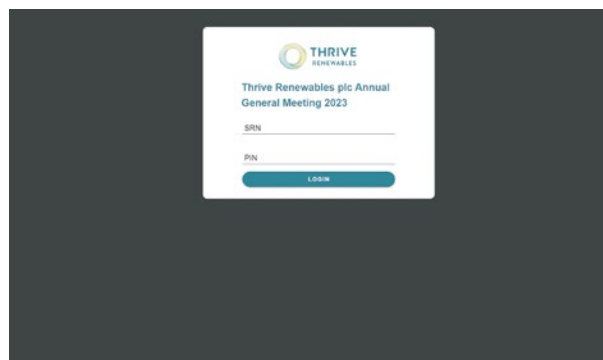 THRIVE
RENEWABLES
Thrive Renewables plc Annual
General Meeting 2023
SRN
PIN
LOGIN